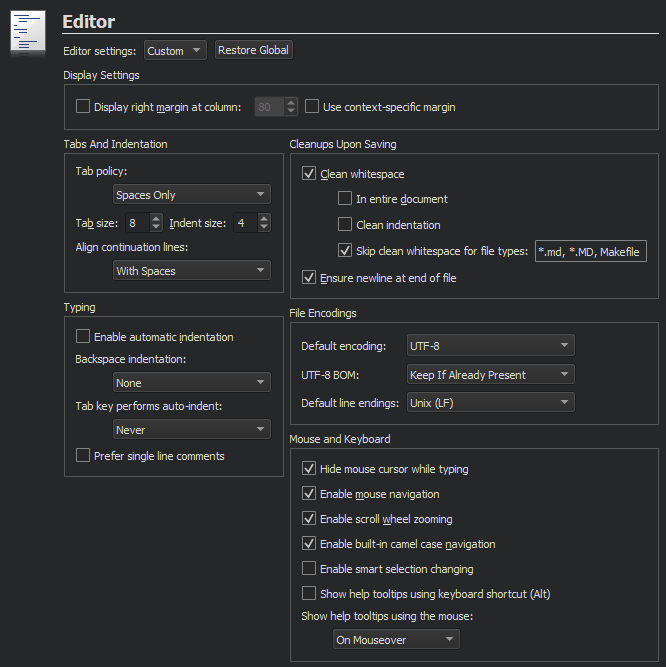 Editor
Editor settings: Custom Restore Global
Display Settings
Display right margin at column: 80 Use context-specific margin
Tabs And Indentation
Tab policy:
Spaces Only
Tab size: 8 Indent size: 4
Align continuation lines:
With Spaces
Typing
Enable automatic indentation
Backspace indentation:
None
Tab key performs auto-indent:
Never
Prefer single line comments
Cleanups Upon Saving
Clean whitespace
In entire document
Clean indentation
Skip clean whitespace for file types: *.md, *.MD, Makefile
Ensure newline at end of file
File Encodings
Default encoding: UTF-8
UTF-8 BOM: Keep If Already Present
Default line endings: Unix (LF)
Mouse and Keyboard
Hide mouse cursor while typing
Enable mouse navigation
Enable scroll wheel zooming
Enable built-in camel case navigation
Enable smart selection changing
Show help tooltips using keyboard shortcut (Alt)
Show help tooltips using the mouse:
On Mouseover